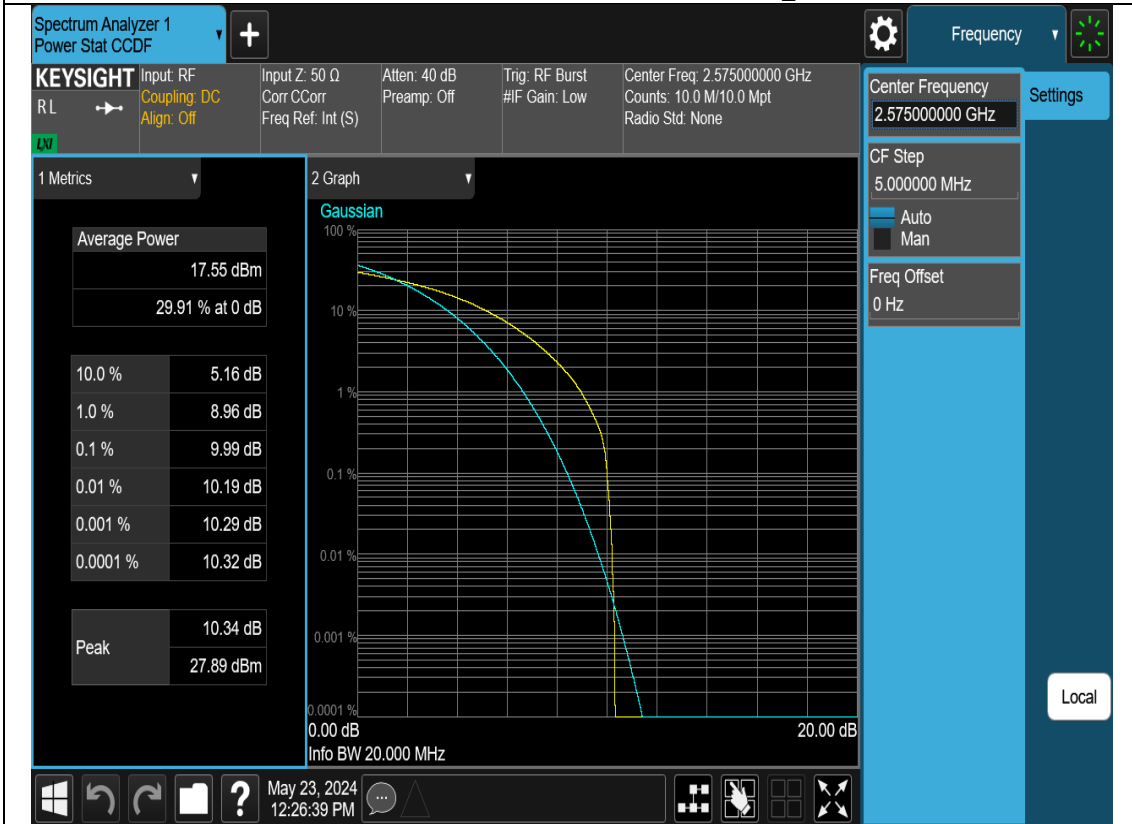 Spectrum Analyzer 1
Power Stat CCDF
Frequency
KEYSIGHT
RL
LXI
Input: RF
Coupling: DC
Align: Off
Input Z: 50 Ω
Corr CCorr
Freq Ref: Int (S)
Atten: 40 dB
Preamp: Off
Trig: RF Burst
#IF Gain: Low
Center Freq: 2.575000000 GHz
Counts: 10.0 M/10.0 Mpt
Radio Std: None
Center Frequency
2.575000000 GHz
Settings
CF Step
5.000000 MHz
Auto
Man
Freq Offset
0 Hz
1 Metrics
Average Power
17.55 dBm
29.91 % at 0 dB
10.0 % 5.16 dB
1.0 % 8.96 dB
0.1 % 9.99 dB
0.01 % 10.19 dB
0.001 % 10.29 dB
0.0001 % 10.32 dB
Peak
10.34 dB
27.89 dBm
2 Graph
Gaussian
100 %
10 %
1 %
0.1 %
0.01 %
0.001 %
0.0001 %
0.00 dB 20.00 dB
Info BW 20.000 MHz
Local
?
May 23, 2024
12:26:39 PM